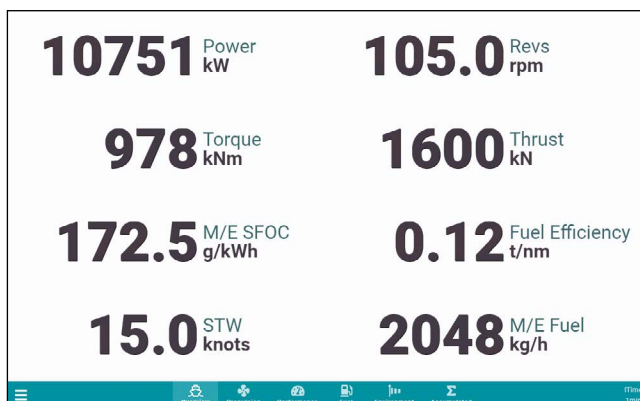 10751 Power kW
105.0 Revs rpm
978 Torque kNm
1600 Thrust kN
172.5 M/E SFOC g/kWh
0.12 Fuel Efficiency t/nm
15.0 STW knots
2048 M/E Fuel kg/h